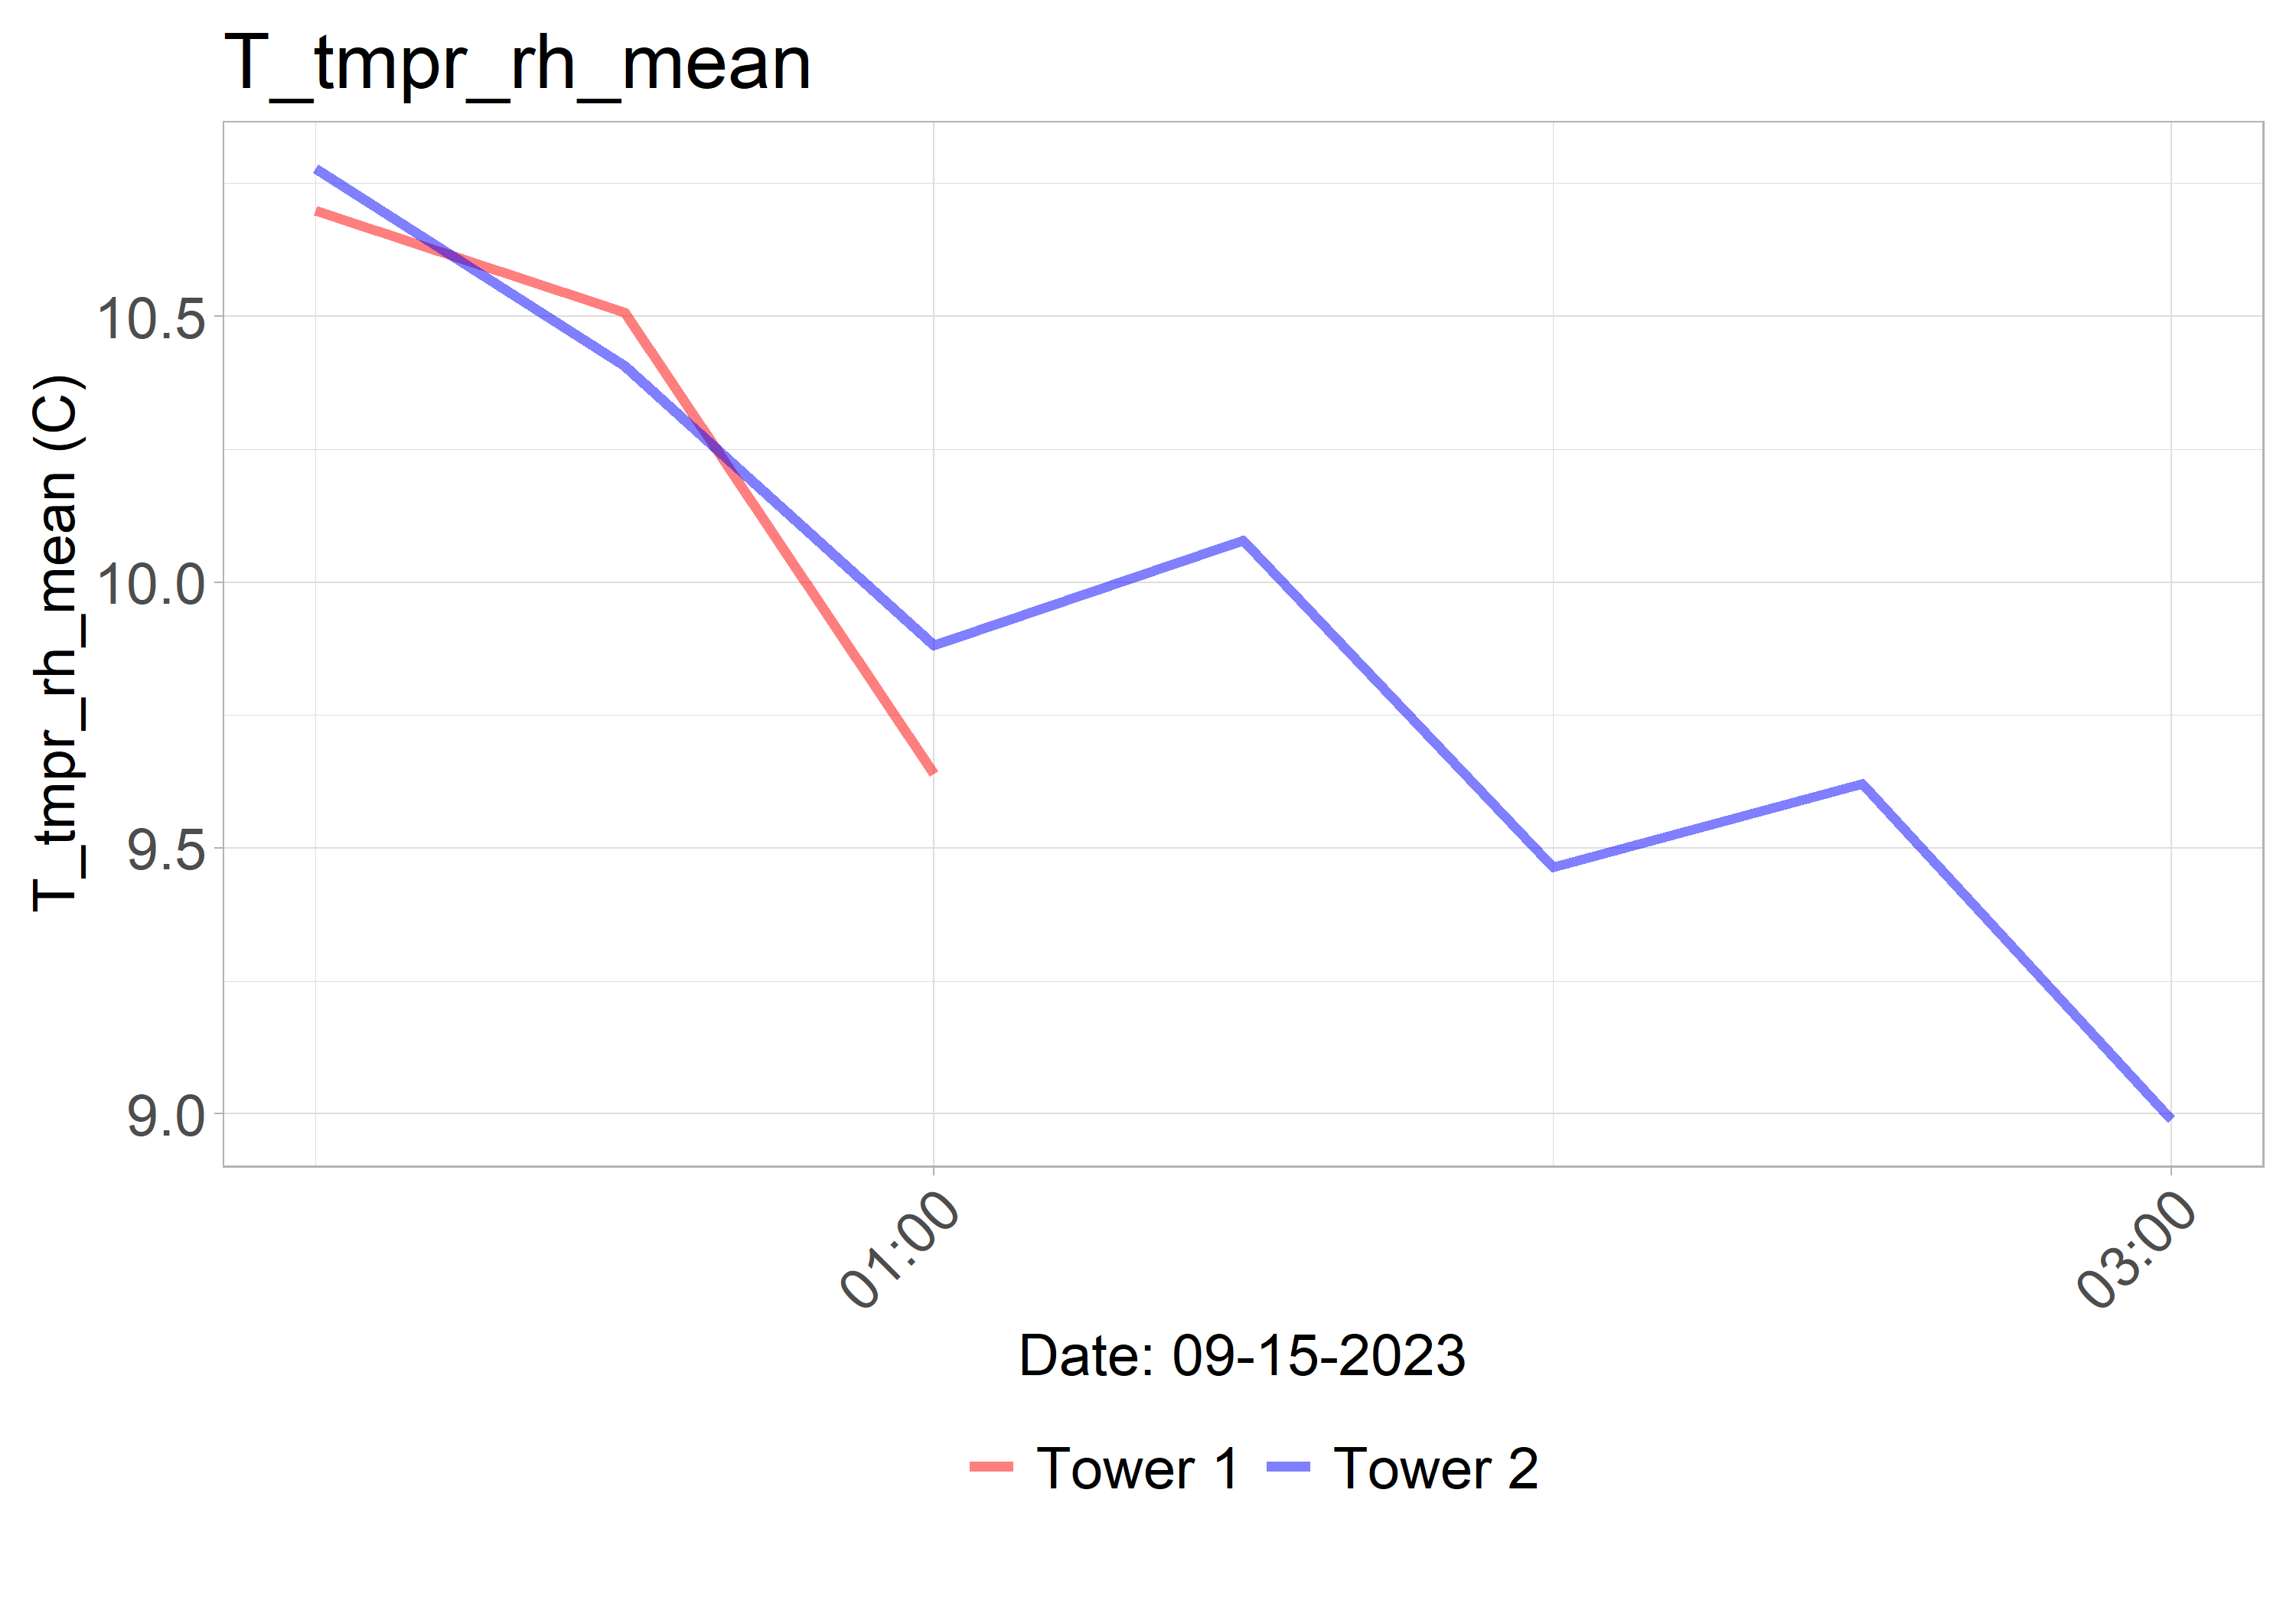 T_tmpr_rh_mean
T_tmpr_rh_mean (C)
10.5
10.0
9.5
9.0
01:00
03:00
Date: 09-15-2023
Tower 1
Tower 2